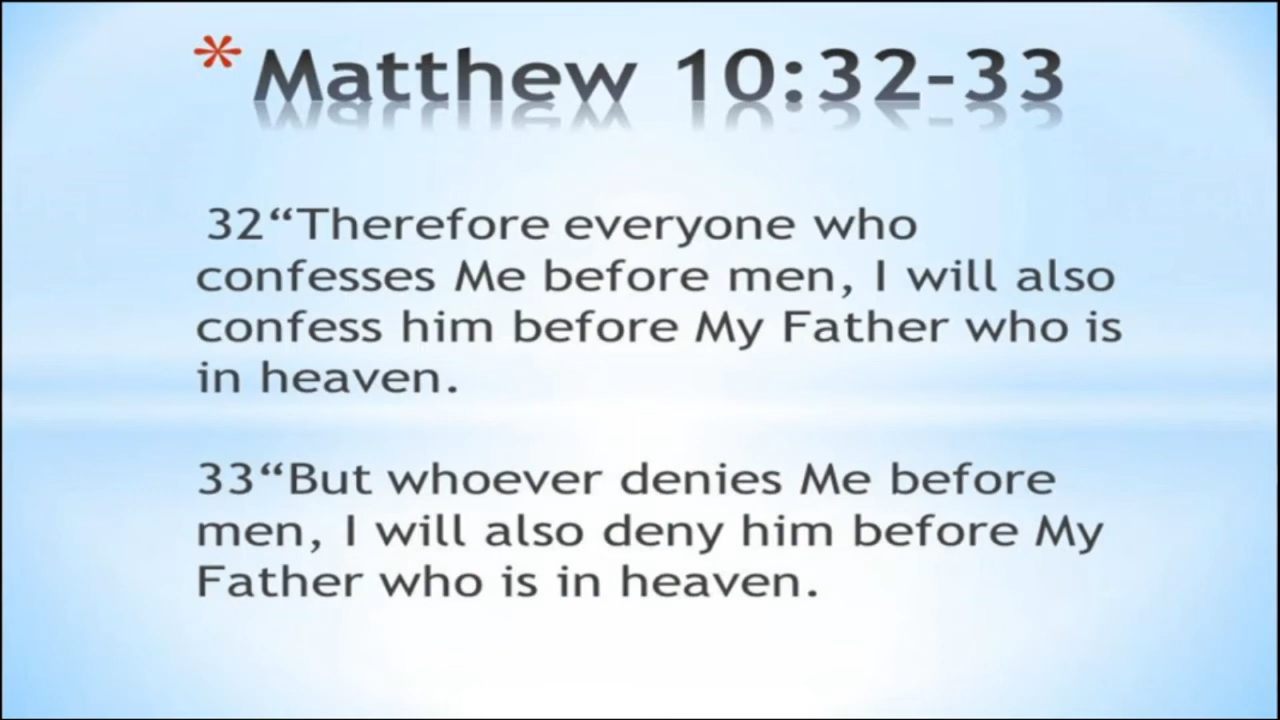 * Matthew 10:32-33
32“Therefore everyone who
confesses Me before men, I will also
confess him before My Father who is
in heaven.
33“But whoever denies Me before
men, I will also deny him before My
Father who is in heaven.